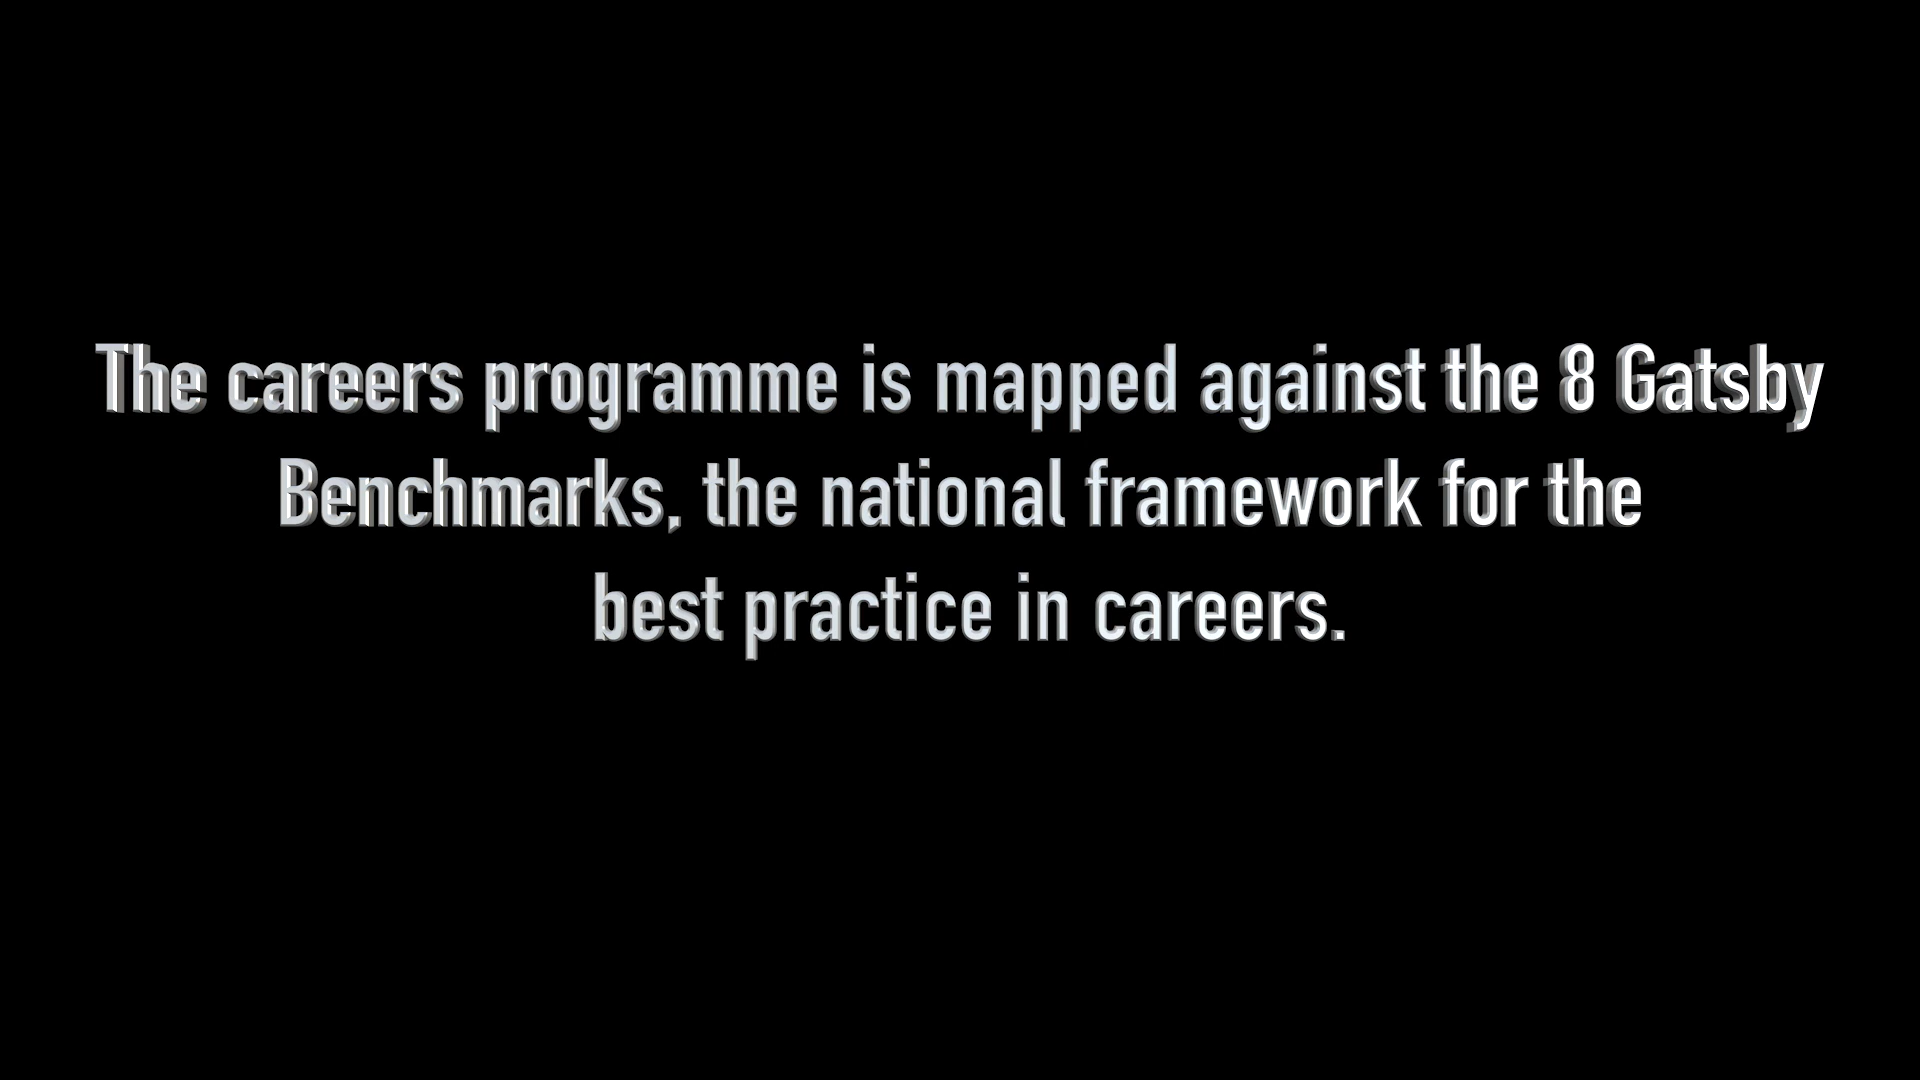 The careers programme is mapped against the 8 Gatsby
Benchmarks, the national framework for the
best practice in careers.